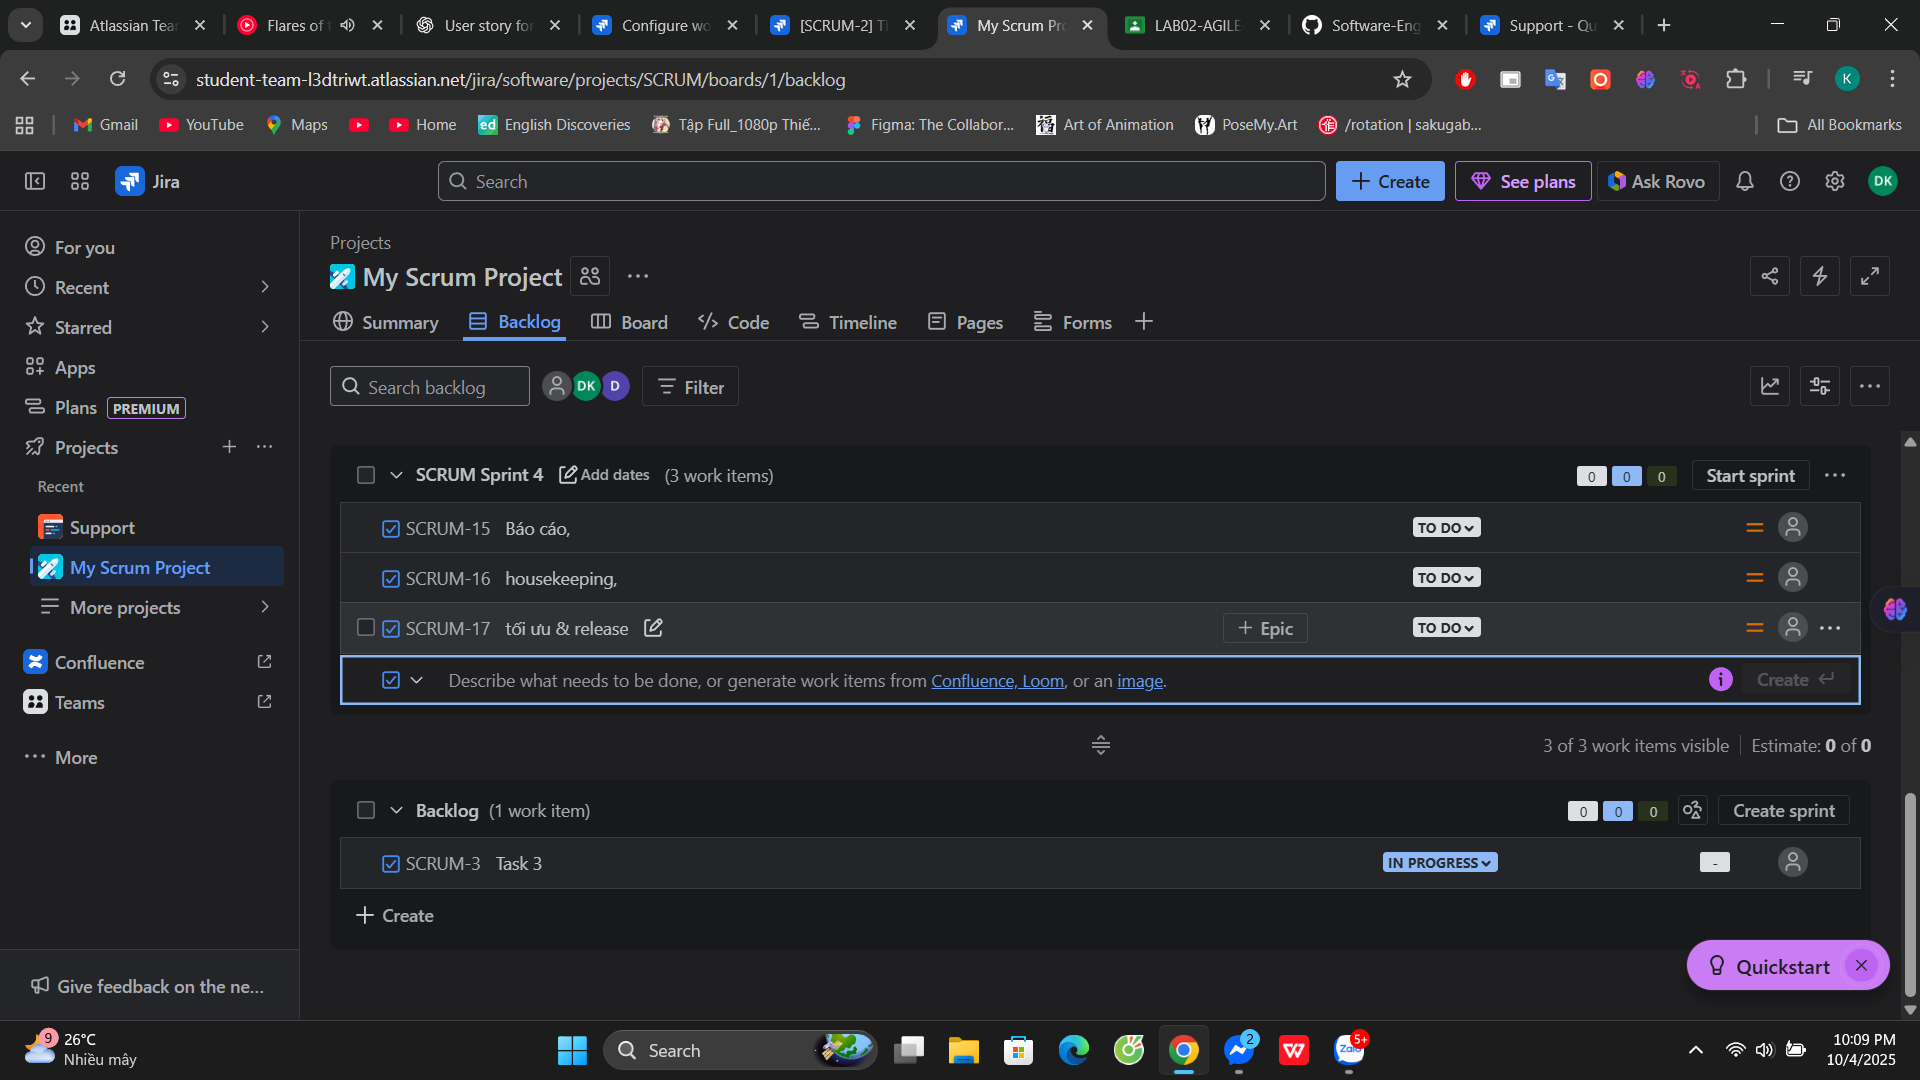 Atlassian Tea
Flares of t
User story for
Configure wo
[SCRUM-2] T
My Scrum Pro
LAB02-AGILE
Software-Eng
Support - Qu
student-team-l3dtriwt.atlassian.net/jira/software/projects/SCRUM/boards/1/backlog
K
Gmail
YouTube
Maps
Home
ed
English Discoveries
Tập Full_1080p Thiế...
Figma: The Collabor...
Art of Animation
PoseMy.Art
/rotation | sakugab...
All Bookmarks
Jira
Search
Create
See plans
Ask Rovo
DK
For you
Recent
Starred
Apps
Plans PREMIUM
Projects
Recent
Support
My Scrum Project
More projects
Confluence
Teams
More
Give feedback on the ne...
Projects
My Scrum Project
Summary
Backlog
Board
Code
Timeline
Pages
Forms
Search backlog
DK
D
Filter
SCRUM Sprint 4 Add dates (3 work items)
0 0 0 Start sprint
SCRUM-15 Báo cáo, TO DO
SCRUM-16 housekeeping, TO DO
SCRUM-17 tối ưu & release + Epic TO DO
Describe what needs to be done, or generate work items from Confluence, Loom, or an image. Create
3 of 3 work items visible Estimate: 0 of 0
Backlog (1 work item) 0 0 0 Create sprint
SCRUM-3 Task 3 IN PROGRESS -
Create
Quickstart
9
26°C
Nhiều mây
Search
2
Zalo
5+
10:09 PM
10/4/2025